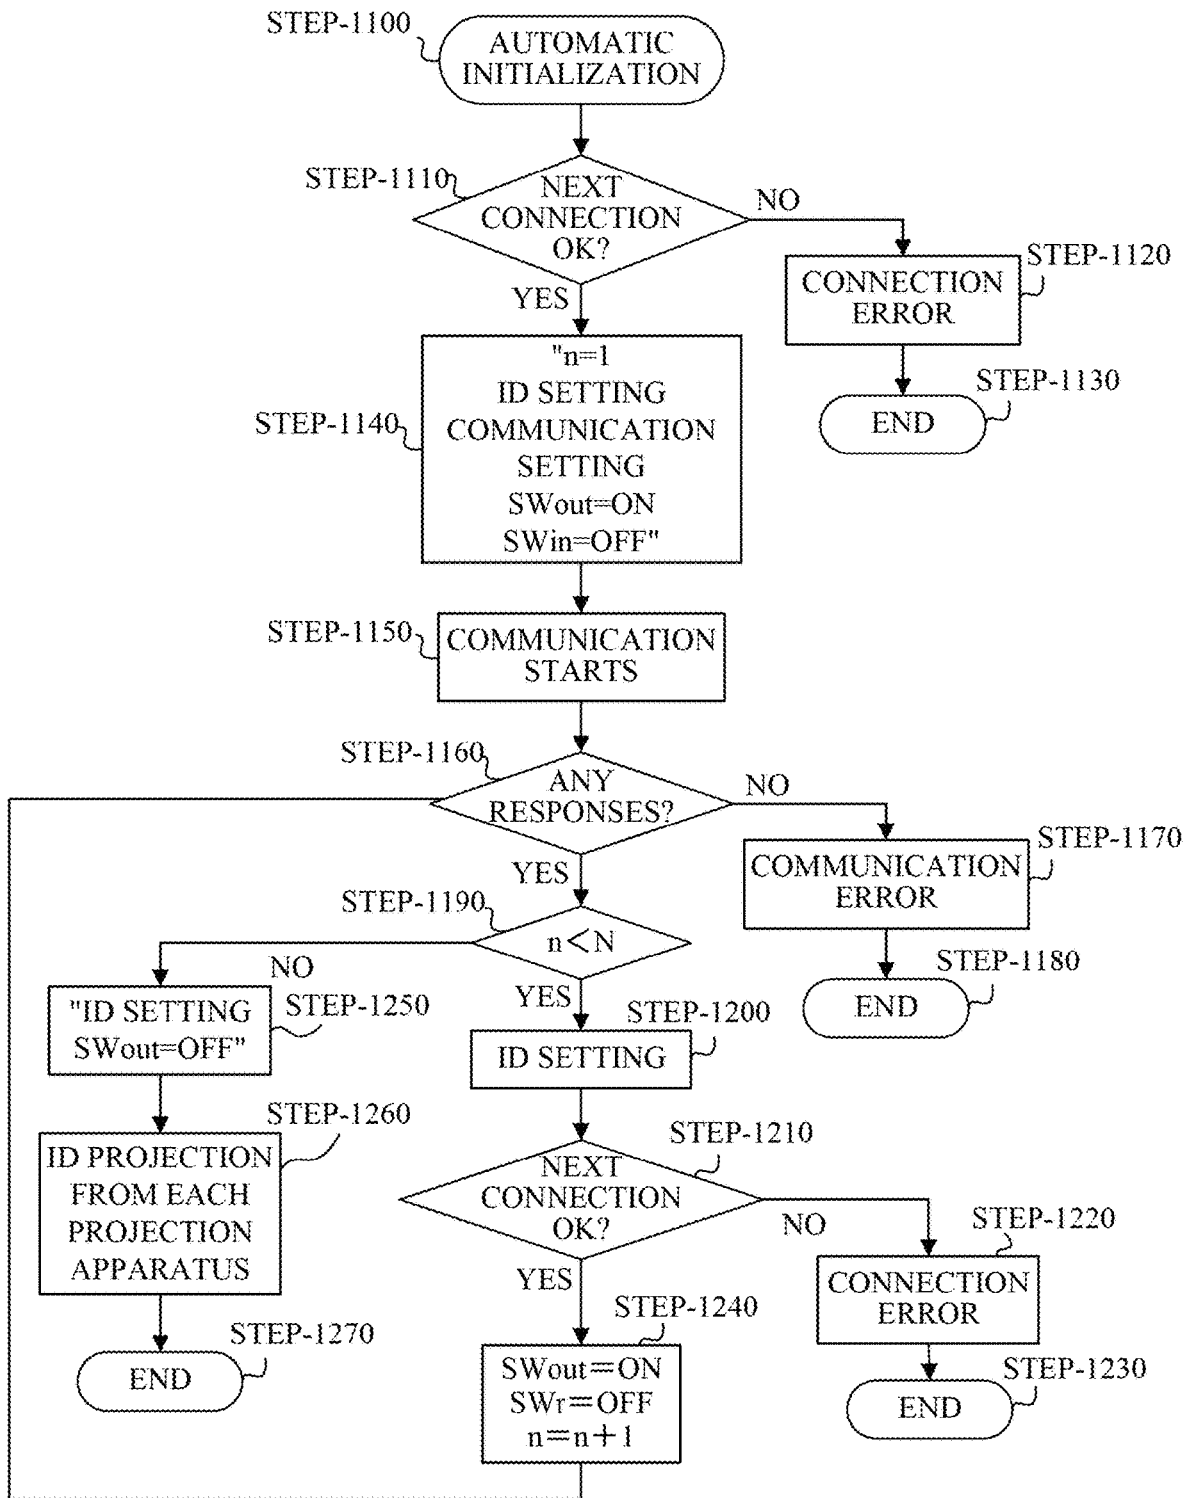 STEP-1100
AUTOMATIC
INITIALIZATION
STEP-1110
NEXT
CONNECTION
OK?
NO
YES
STEP-1120
CONNECTION
ERROR
STEP-1130
END
STEP-1140
"n=1
ID SETTING
COMMUNICATION
SETTING
SWout=ON
SWin=OFF"
STEP-1150
COMMUNICATION
STARTS
STEP-1160
ANY
RESPONSES?
NO
YES
STEP-1170
COMMUNICATION
ERROR
STEP-1180
END
STEP-1190
n<N
NO
YES
STEP-1250
"ID SETTING
SWout=OFF"
STEP-1260
ID PROJECTION
FROM EACH
PROJECTION
APPARATUS
STEP-1270
END
STEP-1200
ID SETTING
STEP-1210
NEXT
CONNECTION
OK?
NO
YES
STEP-1220
CONNECTION
ERROR
STEP-1230
END
STEP-1240
SWout=ON
SWr=OFF
n=n+1